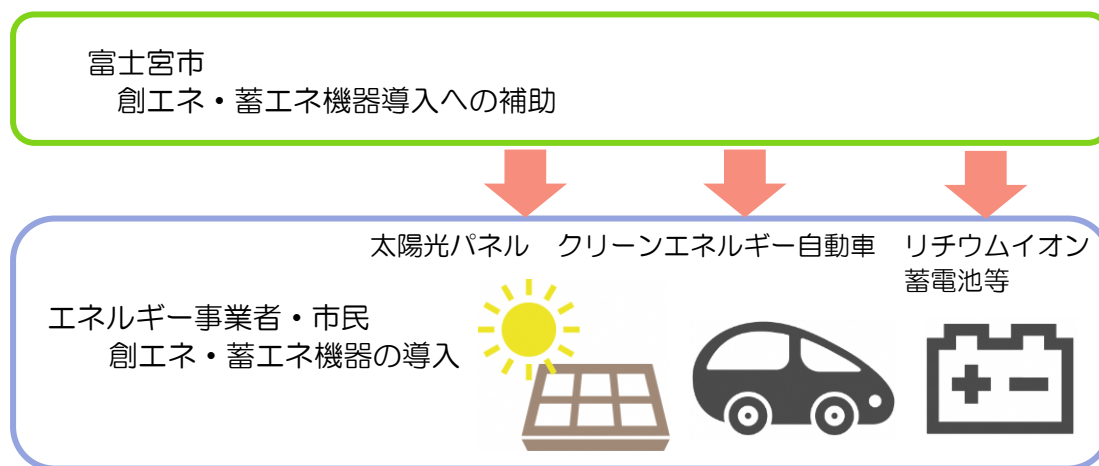 富士宮市
創エネ・蓄エネ機器導入への補助
太陽光パネル
クリーンエネルギー自動車
リチウムイオン
蓄電池等
エネルギー事業者・市民
創エネ・蓄エネ機器の導入